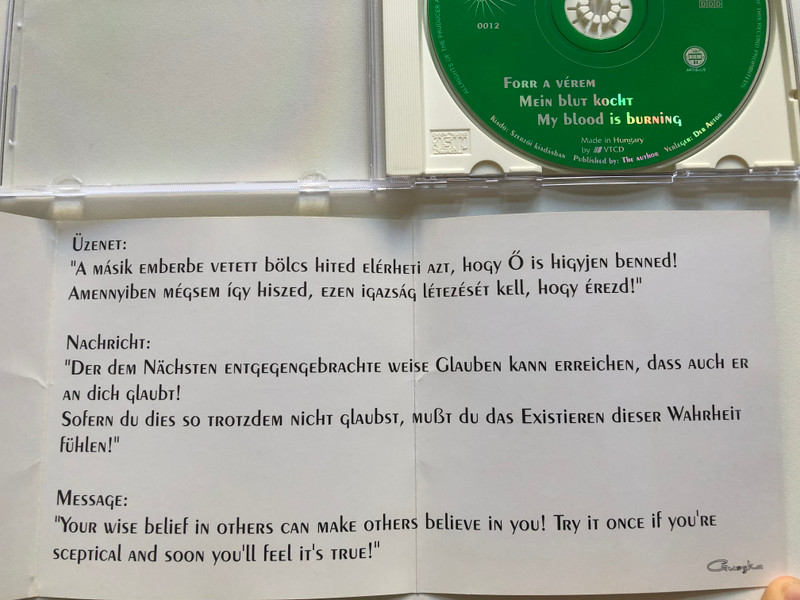 0012
DDD
Forr a vérem
Mein blut kocht
My blood is burning
Made in Hungary
by VTCD
Kiadó: Szerzői kiadásban Published by: The author Verleger: Der Autor
Üzenet:
"A másik emberbe vetett bölcs hited elérheti azt, hogy Ő is higyjen benned!
Amennyiben mégsem így hiszed, ezen igazság létezését kell, hogy érezd!"
Nachricht:
"Der dem Nächsten entgegengebrachte weise Glauben kann erreichen, dass auch er
an dich glaubt!
Sofern du dies so trotzdem nicht glaubst, mußt du das Existieren dieser Wahrheit
fühlen!"
Message:
"Your wise belief in others can make others believe in you! Try it once if you're
sceptical and soon you'll feel it's true!"